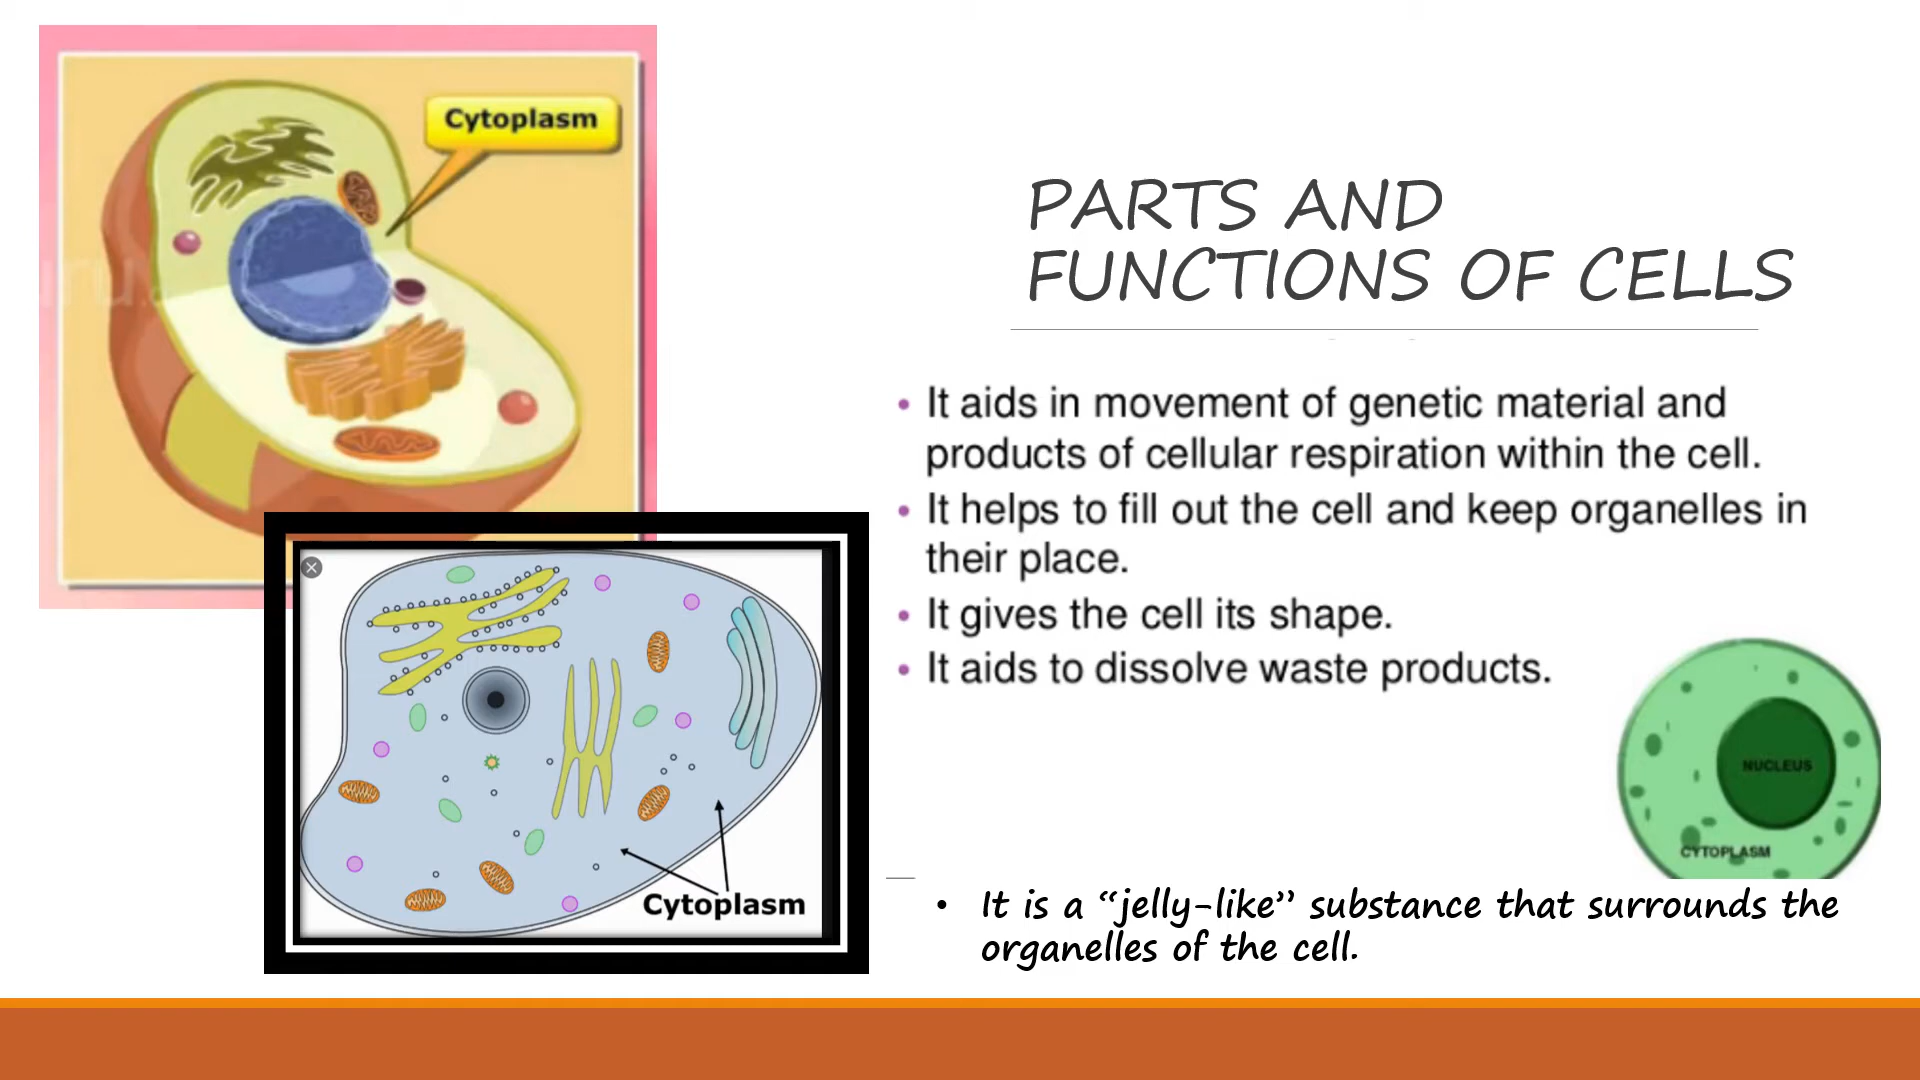 Cytoplasm
PARTS AND
FUNCTIONS OF CELLS
• It aids in movement of genetic material and
products of cellular respiration within the cell.
• It helps to fill out the cell and keep organelles in
their place.
• It gives the cell its shape.
• It aids to dissolve waste products.
NUCLEUS
CYTOPLASM
Cytoplasm
• It is a “jelly-like” substance that surrounds the
organelles of the cell.